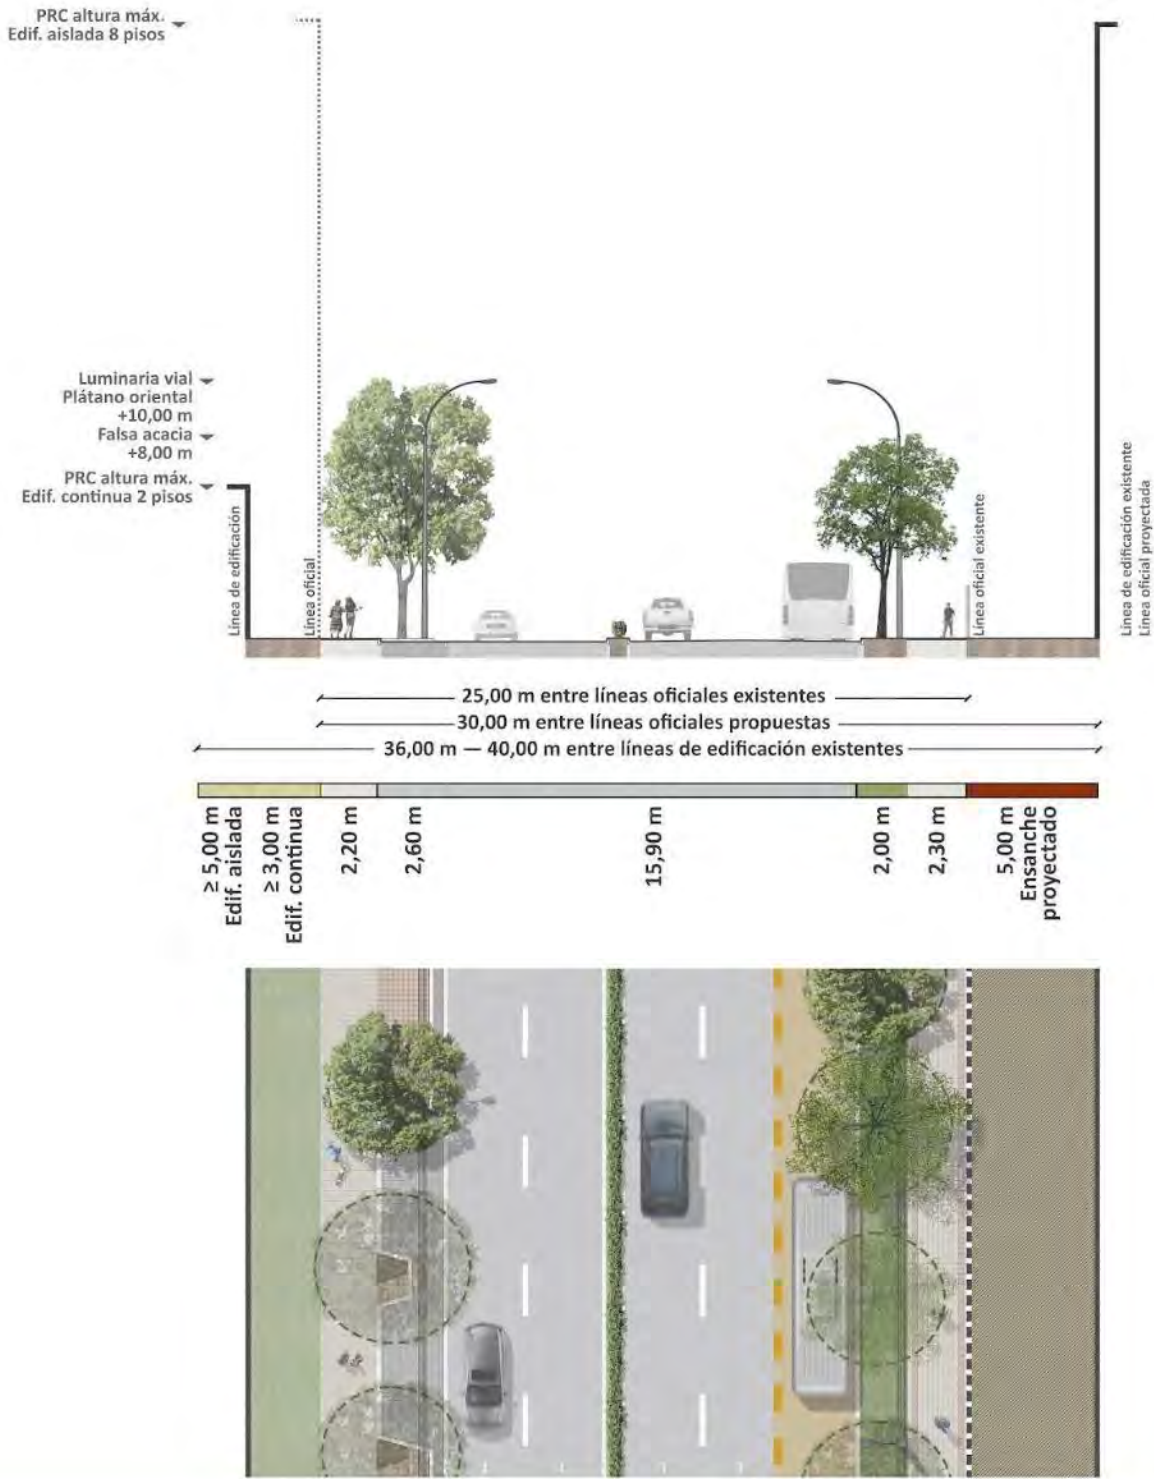 PRC altura máx.
Edif. aislada 8 pisos
Luminaria vial
Plátano oriental
+10,00 m
Falsa acacia
+8,00 m
PRC altura máx.
Edif. continua 2 pisos
Línea de edificación
Línea oficial
Línea oficial existente
Línea de edificación existente
Línea oficial proyectada
25,00 m entre líneas oficiales existentes
30,00 m entre líneas oficiales propuestas
36,00 m — 40,00 m entre líneas de edificación existentes
≥ 5,00 m
Edif. aislada
≥ 3,00 m
Edif. continua
2,20 m
2,60 m
15,90 m
2,00 m
2,30 m
5,00 m
Ensanche
proyectado